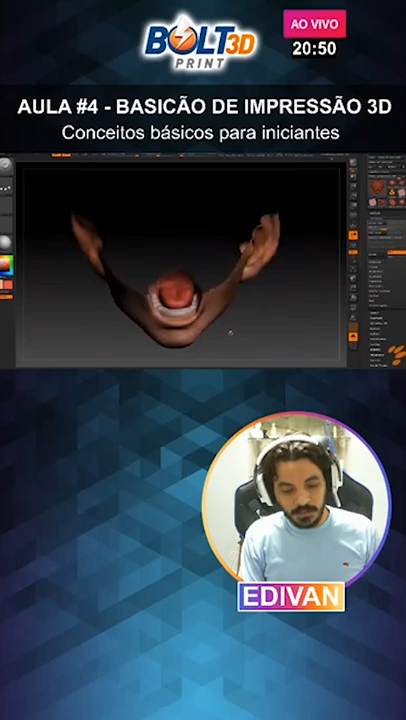 BOLT3D
PRINT
AO VIVO
20:50
AULA #4 - BASICÃO DE IMPRESSÃO 3D
Conceitos básicos para iniciantes
EDIVAN